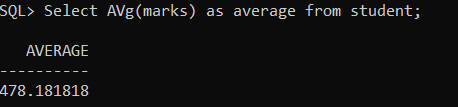 SQL> Select AVg(marks) as average from student;
AVERAGE
----------
478.181818